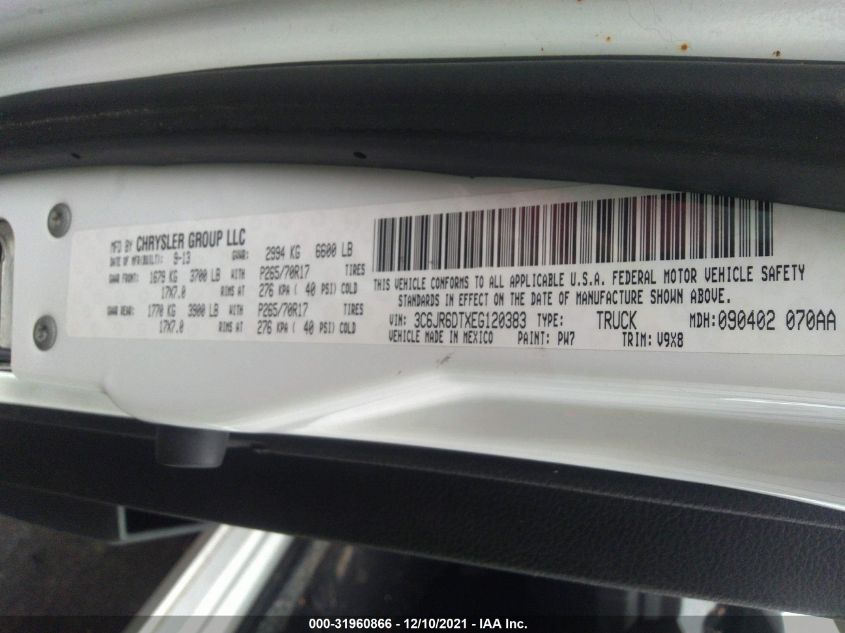 MFD BY CHRYSLER GROUP LLC
DATE OF MFR(BUILT): 9-13 GVWR: 2994 KG 6600 LB
GAWR FRONT: 1679 KG 3700 LB WITH P265/70R17 TIRES
17X7.0 RIMS AT 276 KPA ( 40 PSI) COLD
GAWR REAR: 1770 KG 3900 LB WITH P265/70R17 TIRES
17X7.0 RIMS AT 276 KPA ( 40 PSI) COLD
THIS VEHICLE CONFORMS TO ALL APPLICABLE U.S.A. FEDERAL MOTOR VEHICLE SAFETY
STANDARDS IN EFFECT ON THE DATE OF MANUFACTURE SHOWN ABOVE.
VIN: 3C6JR6DTXEG120383 TYPE: TRUCK MDH: 090402 070AA
VEHICLE MADE IN MEXICO PAINT: PW7 TRIM: V9X8
000-31960866 - 12/10/2021 - IAA Inc.